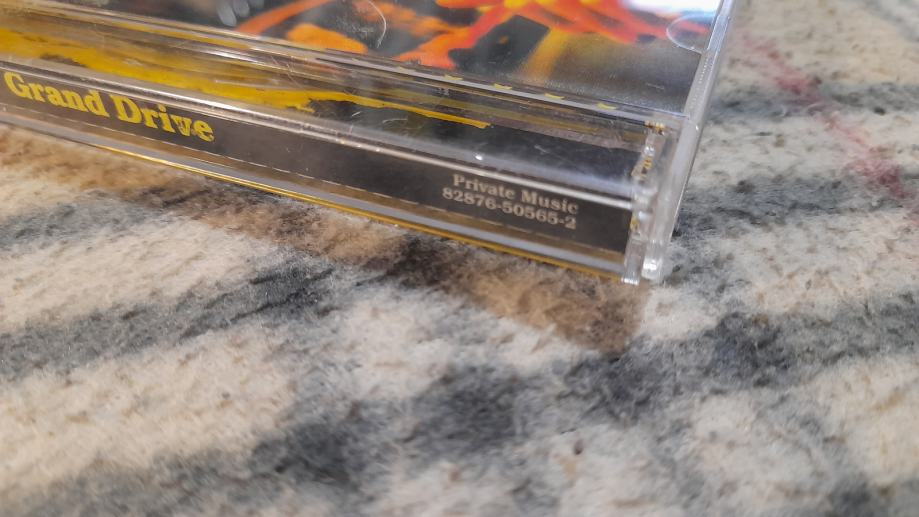 Grand Drive
Private Music
82876-50565-2